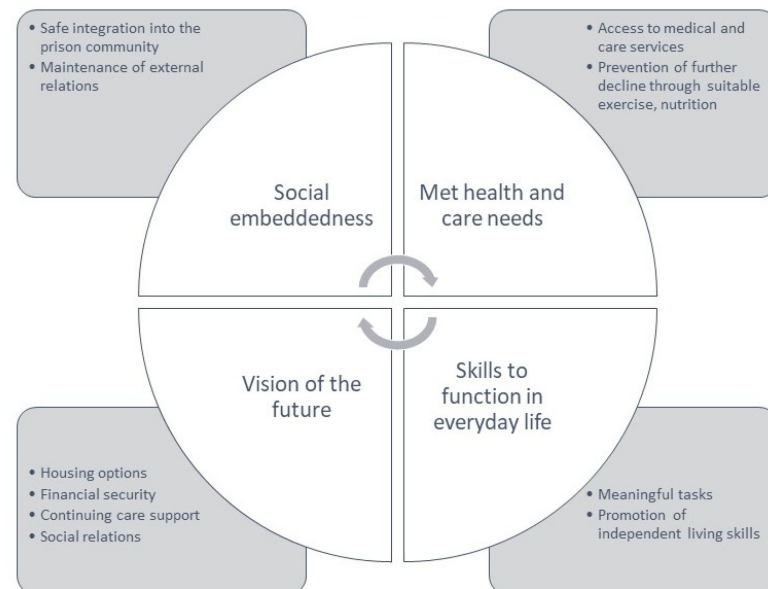 • Safe integration into the
prison community
• Maintenance of external
relations
• Access to medical and
care services
• Prevention of further
decline through suitable
exercise, nutrition
Social
embeddedness
Met health and
care needs
Vision of the
future
Skills to
function in
everyday life
• Housing options
• Financial security
• Continuing care support
• Social relations
• Meaningful tasks
• Promotion of
independent living skills